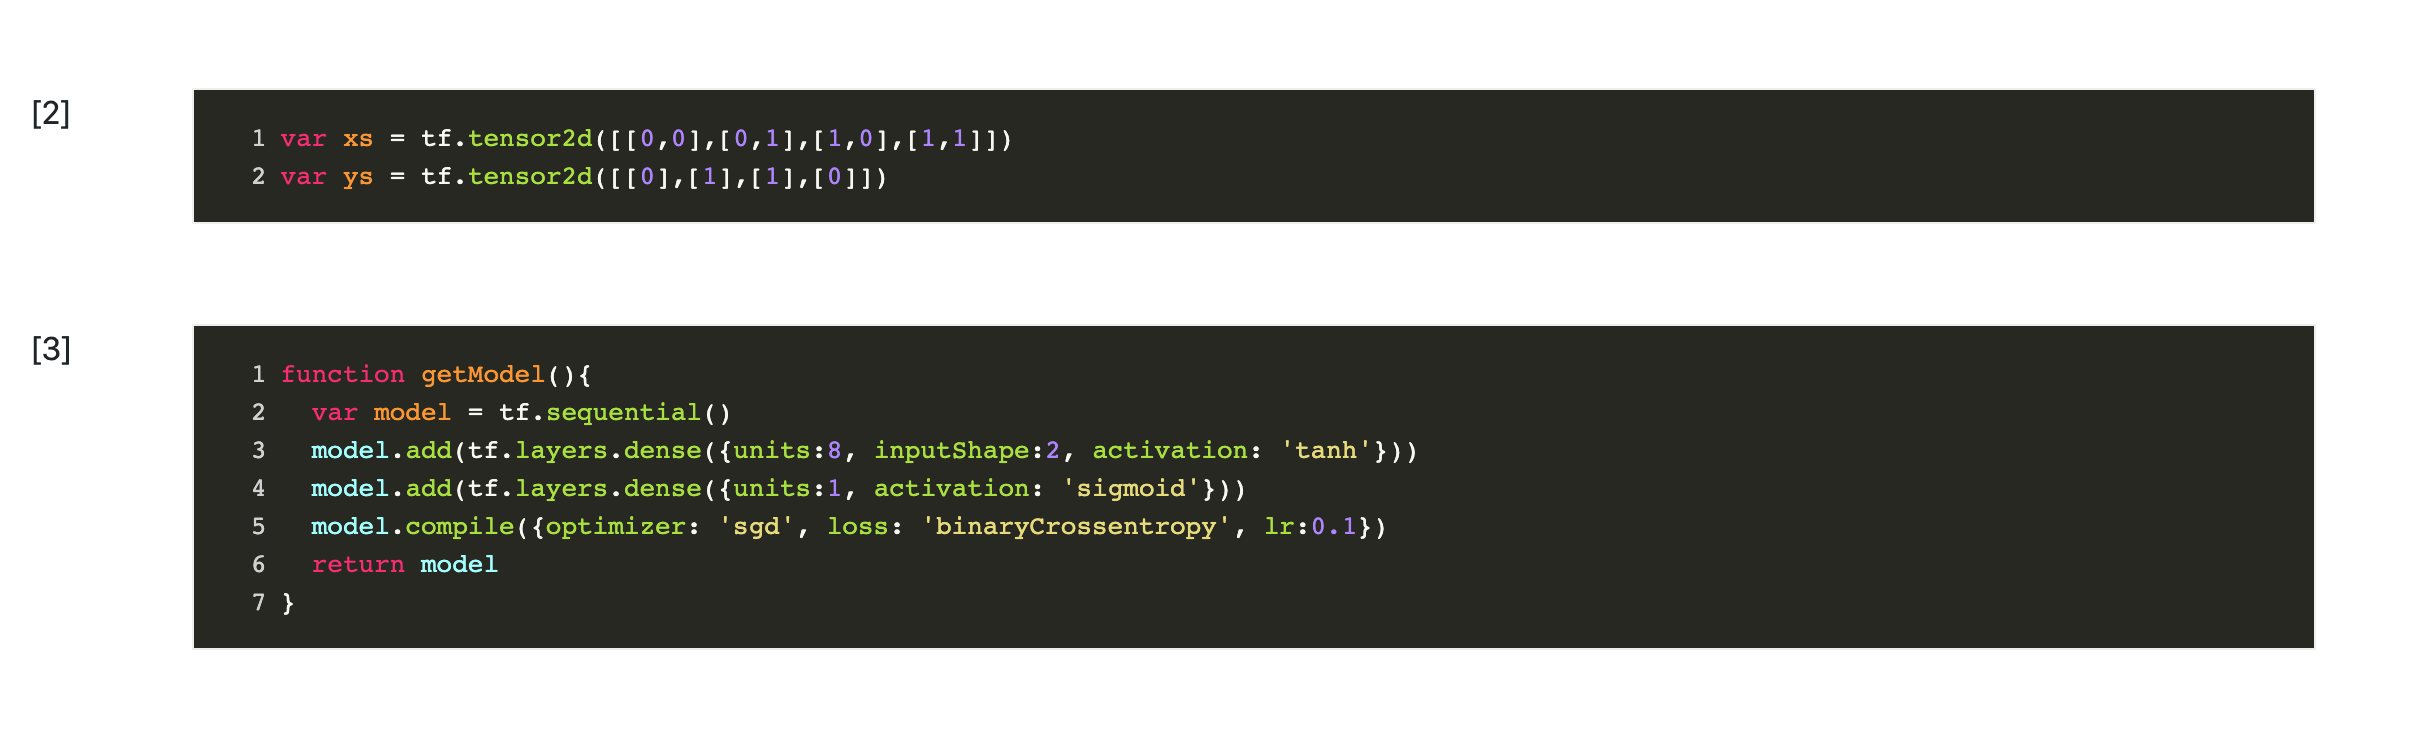 [2]
1 var xs = tf.tensor2d([[0,0],[0,1],[1,0],[1,1]])
2 var ys = tf.tensor2d([[0],[1],[1],[0]])
[3]
1 function getModel(){
2   var model = tf.sequential()
3   model.add(tf.layers.dense({units:8, inputShape:2, activation: 'tanh'}))
4   model.add(tf.layers.dense({units:1, activation: 'sigmoid'}))
5   model.compile({optimizer: 'sgd', loss: 'binaryCrossentropy', lr:0.1})
6   return model
7 }